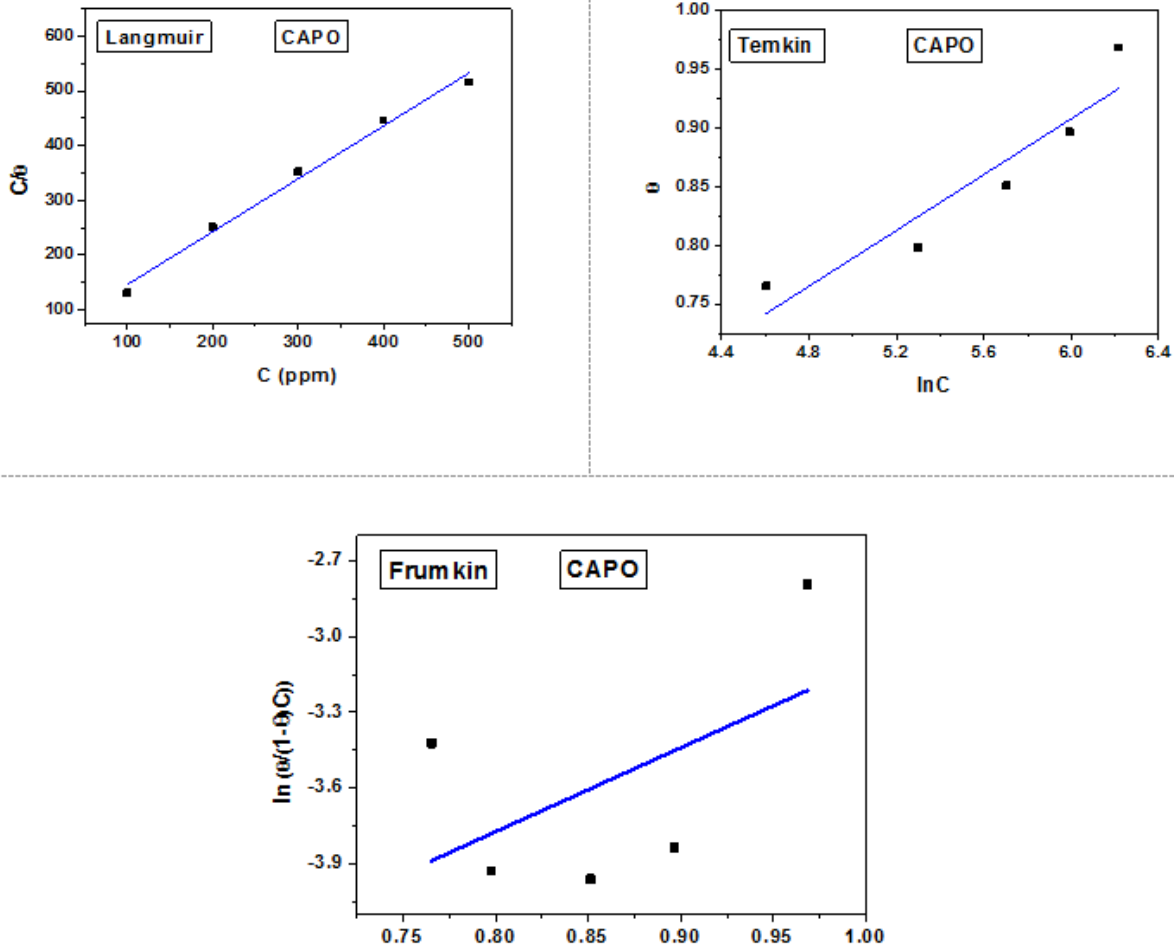 Langmuir CAPO
600
500
400
300
200
100
C/θ
100 200 300 400 500
C (ppm)
Temkin CAPO
1.00
0.95
0.90
0.85
0.80
0.75
θ
4.4 4.8 5.2 5.6 6.0 6.4
lnC
Frumkin CAPO
-2.7
-3.0
-3.3
-3.6
-3.9
ln (θ/(1-θ)C))
0.75 0.80 0.85 0.90 0.95 1.00